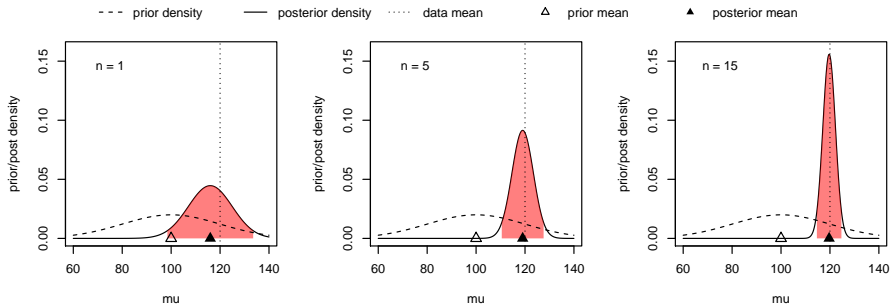 prior density posterior density data mean prior mean posterior mean
n = 1
prior/post density
0.00 0.05 0.10 0.15
60 80 100 120 140
mu
n = 5
prior/post density
0.00 0.05 0.10 0.15
60 80 100 120 140
mu
n = 15
prior/post density
0.00 0.05 0.10 0.15
60 80 100 120 140
mu